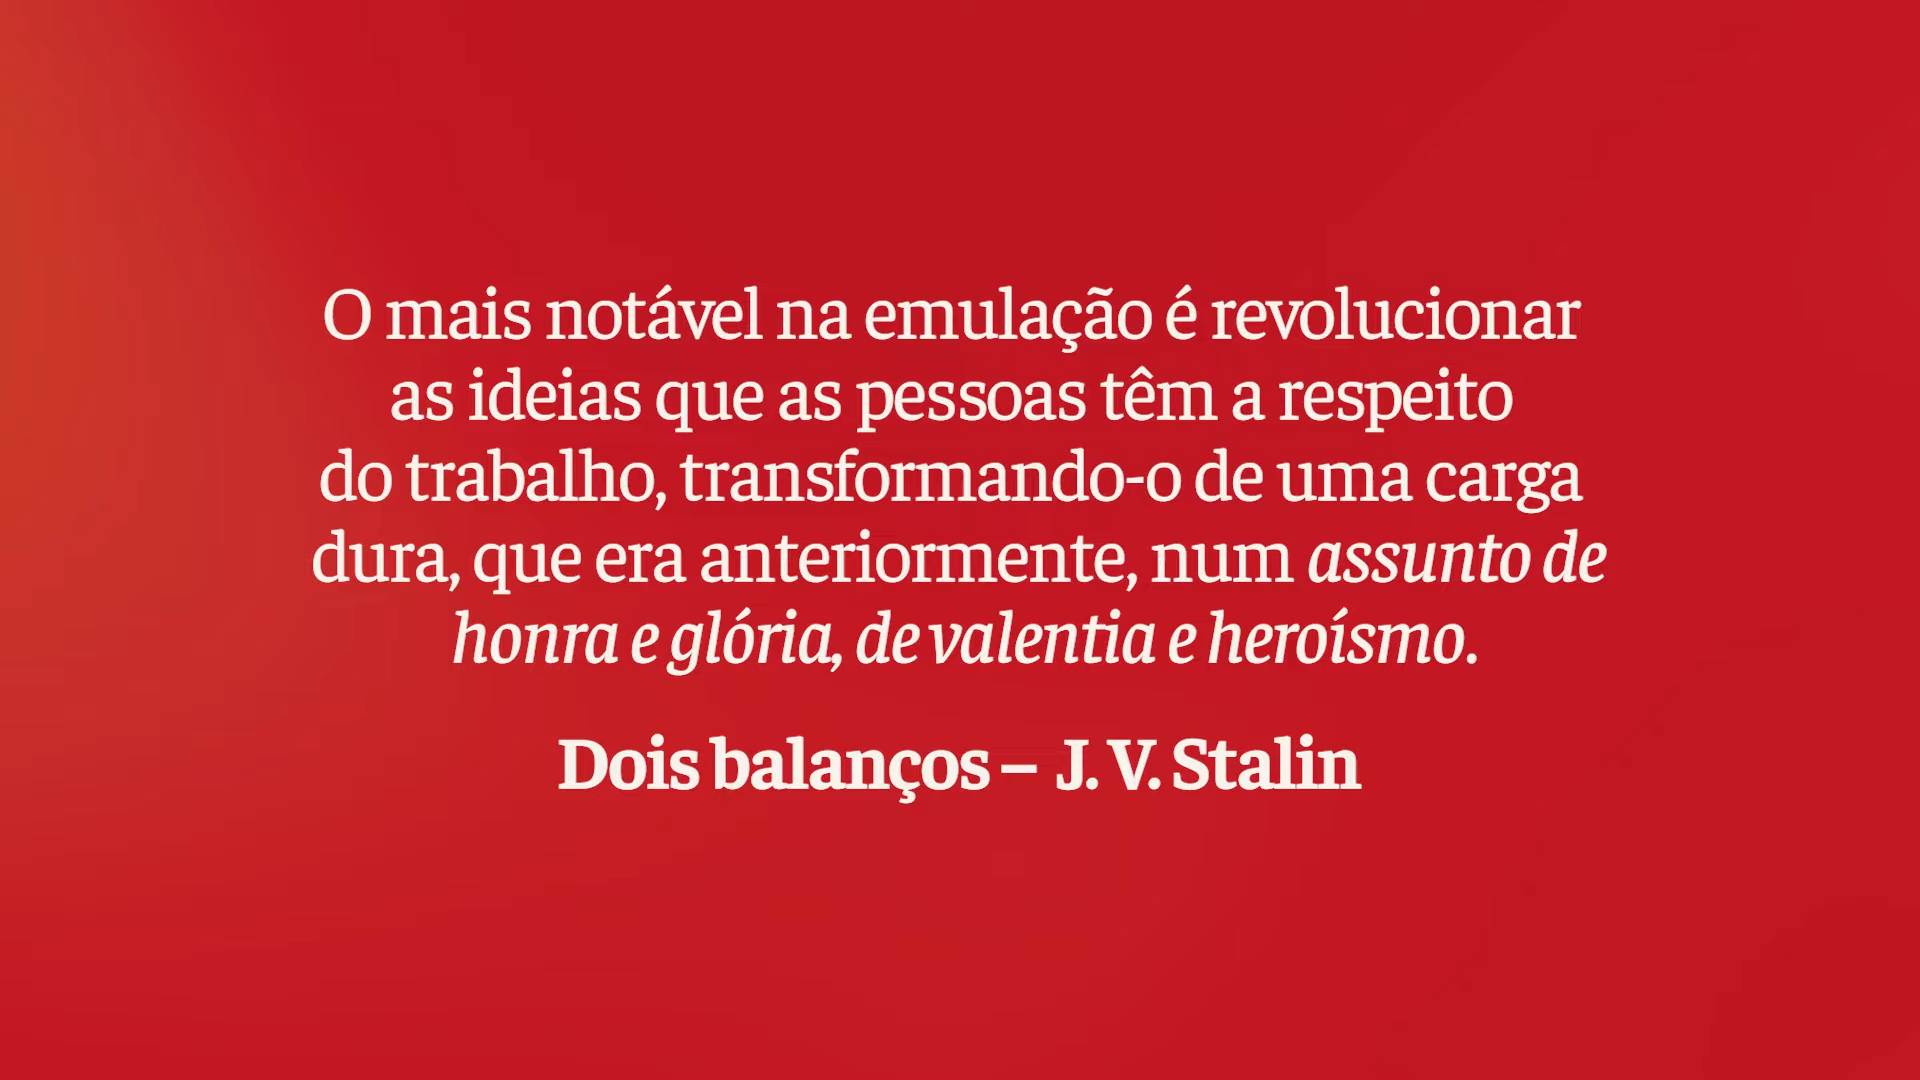 O mais notável na emulação é revolucionar
as ideias que as pessoas têm a respeito
do trabalho, transformando-o de uma carga
dura, que era anteriormente, num assunto de
honra e glória, de valentia e heroísmo.
Dois balanços – J. V. Stalin